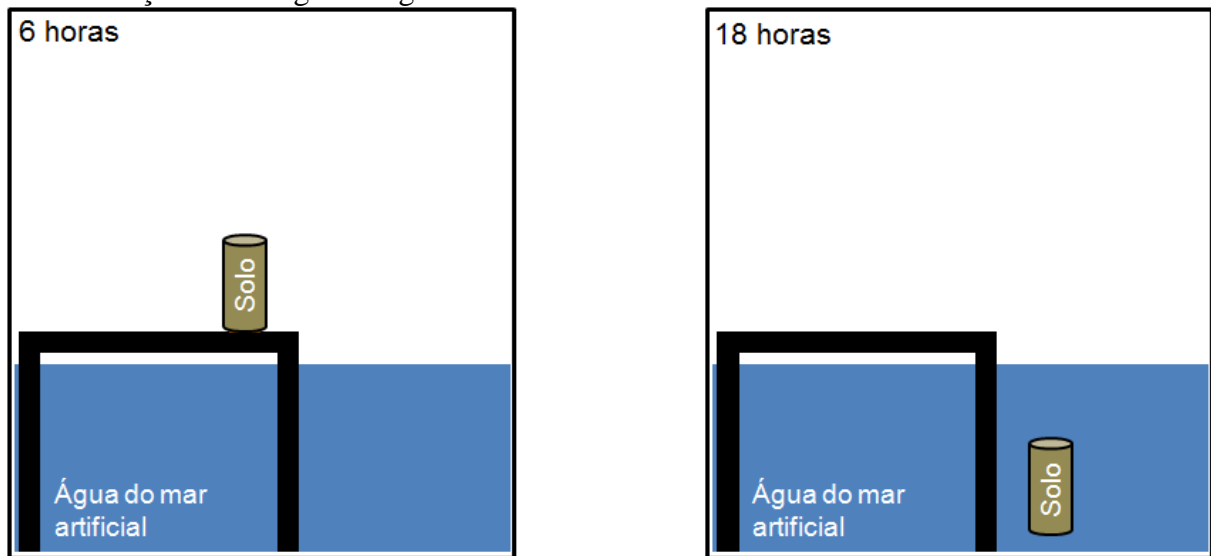 6 horas
Solo
Água do mar
artificial
18 horas
Solo
Água do mar
artificial